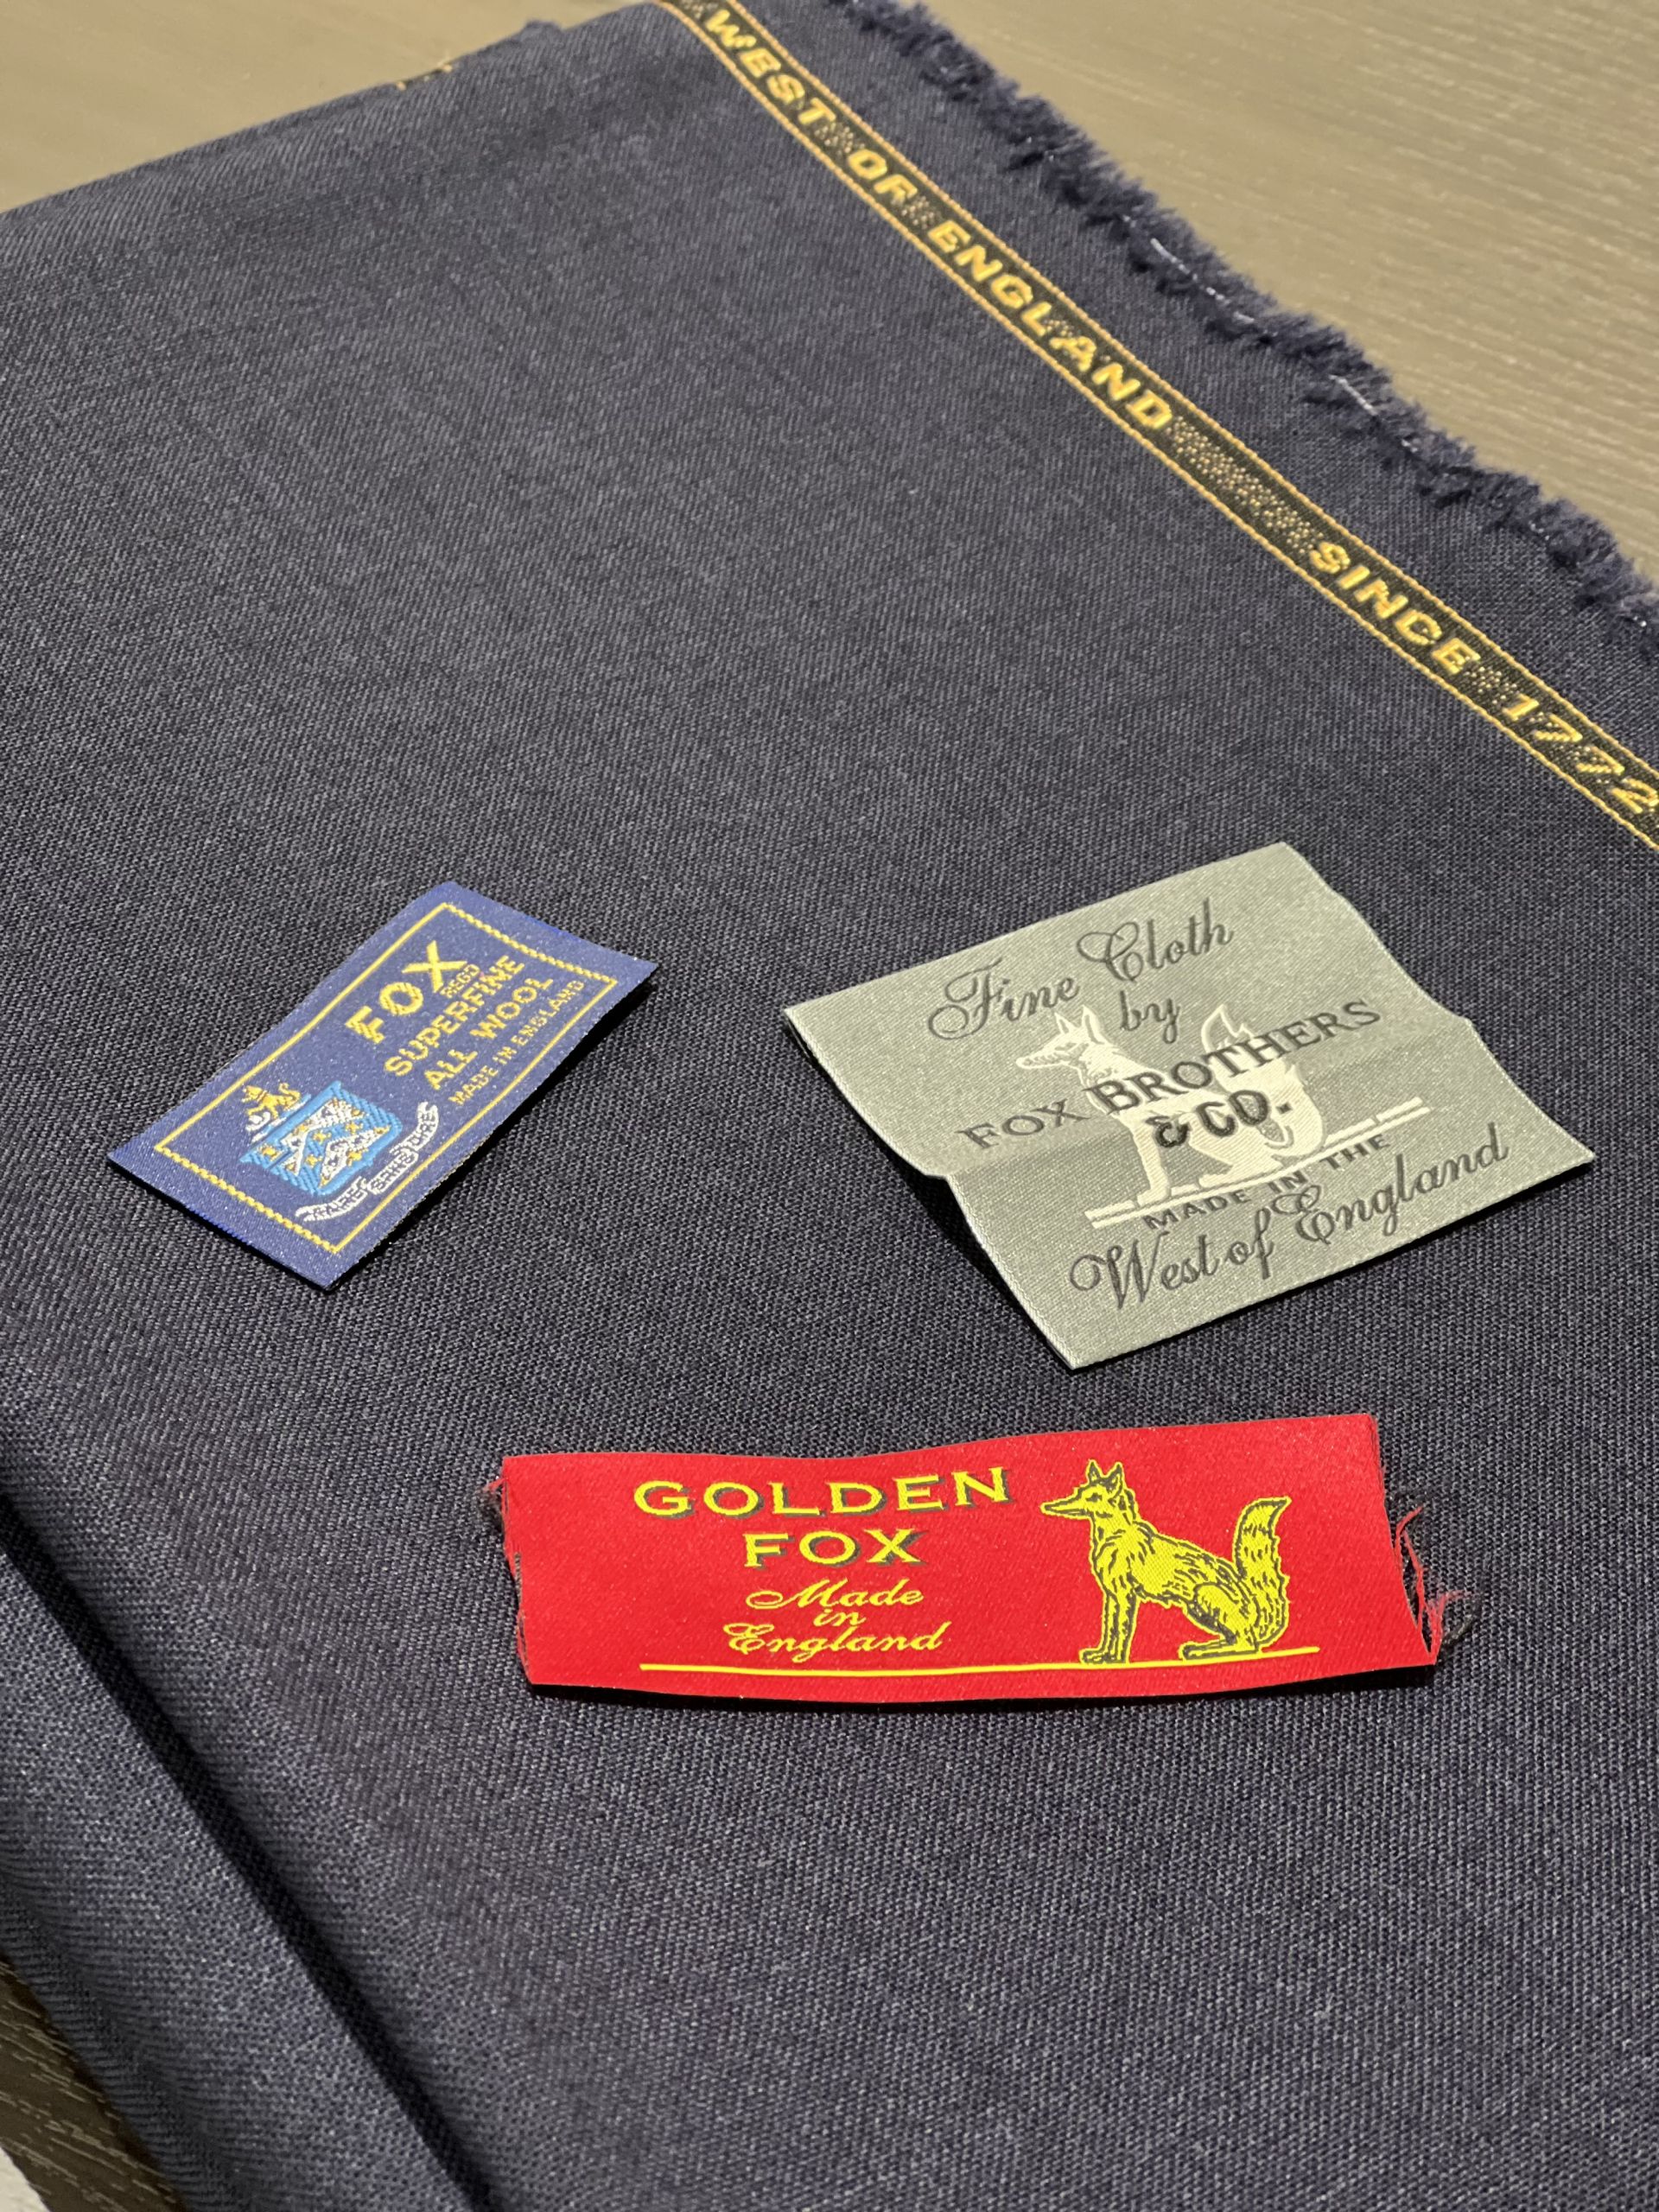 WEST OF ENGLAND SINCE 1772
FOX
REGD
SUPERFINE
ALL WOOL
MADE IN ENGLAND
Fine Cloth
by
FOX BROTHERS
& CO.
MADE IN THE
West of England
GOLDEN
FOX
Made
in
England